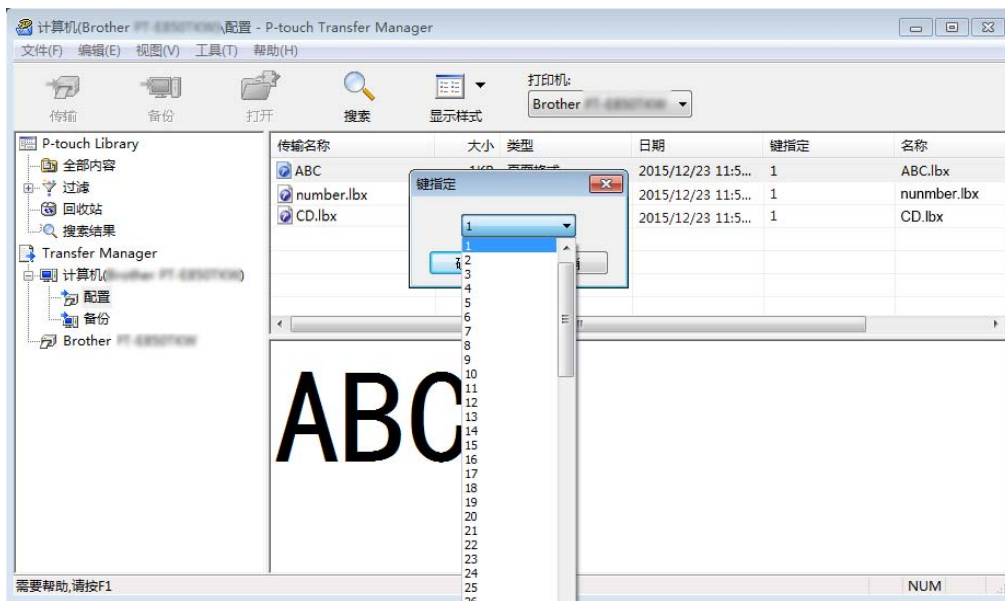 计算机(Brother \配置 - P-touch Transfer Manager
文件(F) 编辑(E) 视图(V) 工具(T) 帮助(H)
打印机:
Brother
传输 备份 打开 搜索 显示样式
P-touch Library
全部内容
过滤
回收站
搜索结果
Transfer Manager
计算机( )
配置
备份
Brother
传输名称 大小 类型 日期 键指定 名称
ABC 2015/12/23 11:5... 1 ABC.lbx
number.lbx 2015/12/23 11:5... 1 nunmber.lbx
CD.lbx 2015/12/23 11:5... 1 CD.lbx
键指定
1
1
2
3
4
5
6
7
8
9
10
11
12
13
14
15
16
17
18
19
20
21
22
23
24
25
ABC
需要帮助,请按F1
NUM